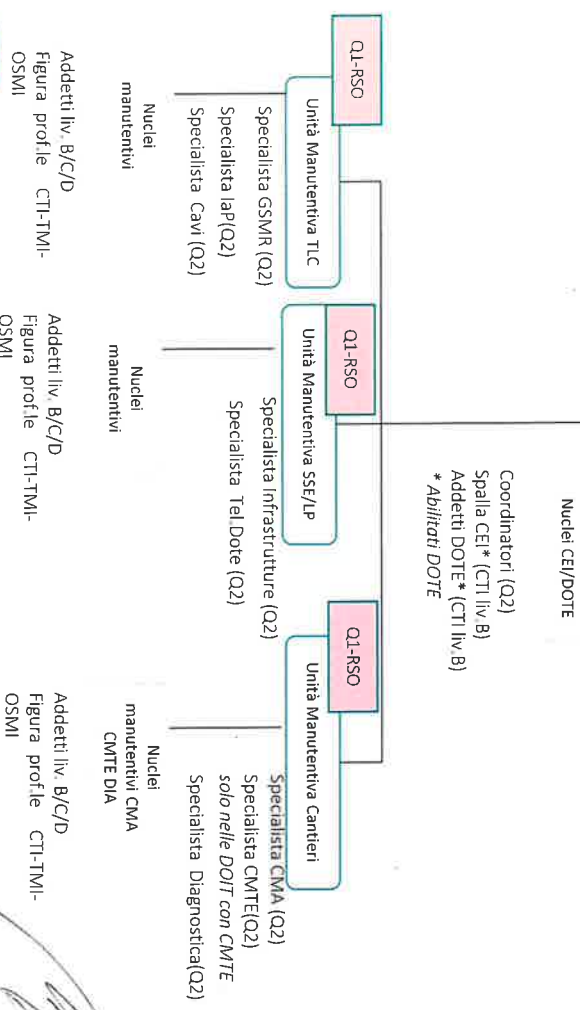 Nuclei CEI/DOTE
Coordinatori (Q2)
Spalla CEI* (CTI liv.B)
Addetti DOTE* (CTI liv.B)
* Abilitati DOTE
Q1-RSO
Unità Manutentiva TLC
Specialista GSMR (Q2)
Specialista IaP(Q2)
Specialista Cavi (Q2)
Nuclei
manutentivi
Addetti liv. B/C/D
Figura prof.le CTI-TMI-
OSMI
Q1-RSO
Unità Manutentiva SSE/LP
Specialista Infrastrutture (Q2)
Specialista Tel.Dote (Q2)
Nuclei
manutentivi
Addetti liv. B/C/D
Figura prof.le CTI-TMI-
OSMI
Q1-RSO
Unità Manutentiva Cantieri
Specialista CMA (Q2)
Specialista CMTE(Q2)
solo nelle DOIT con CMTE
Specialista Diagnostica(Q2)
Nuclei
manutentivi CMA
CMTE DIA
Addetti liv. B/C/D
Figura prof.le CTI-TMI-
OSMI